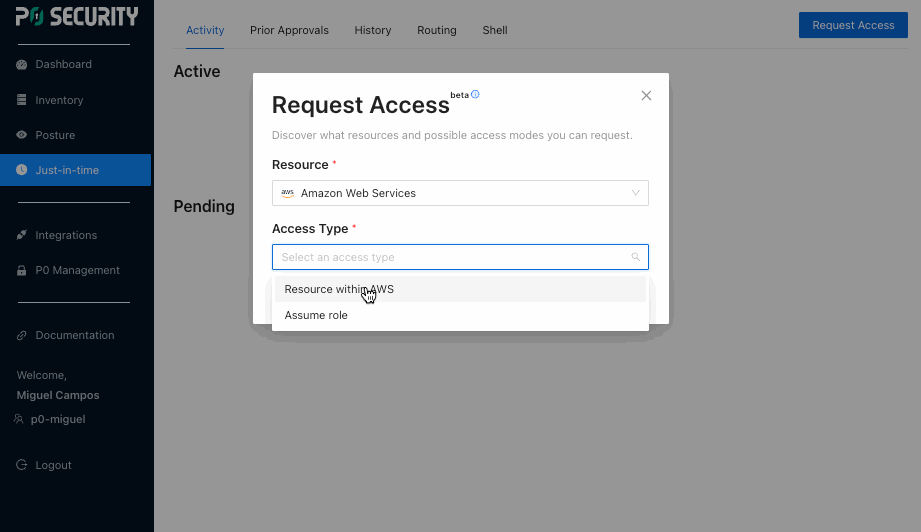 P0 SECURITY
Dashboard
Inventory
Posture
Just-in-time
Integrations
P0 Management
Documentation
Welcome,
Miguel Campos
p0-miguel
Logout
Activity Prior Approvals History Routing Shell
Request Access
Active
Pending
Request Access beta
Discover what resources and possible access modes you can request.
Resource *
aws Amazon Web Services
Access Type *
Select an access type
Resource within AWS
Assume role